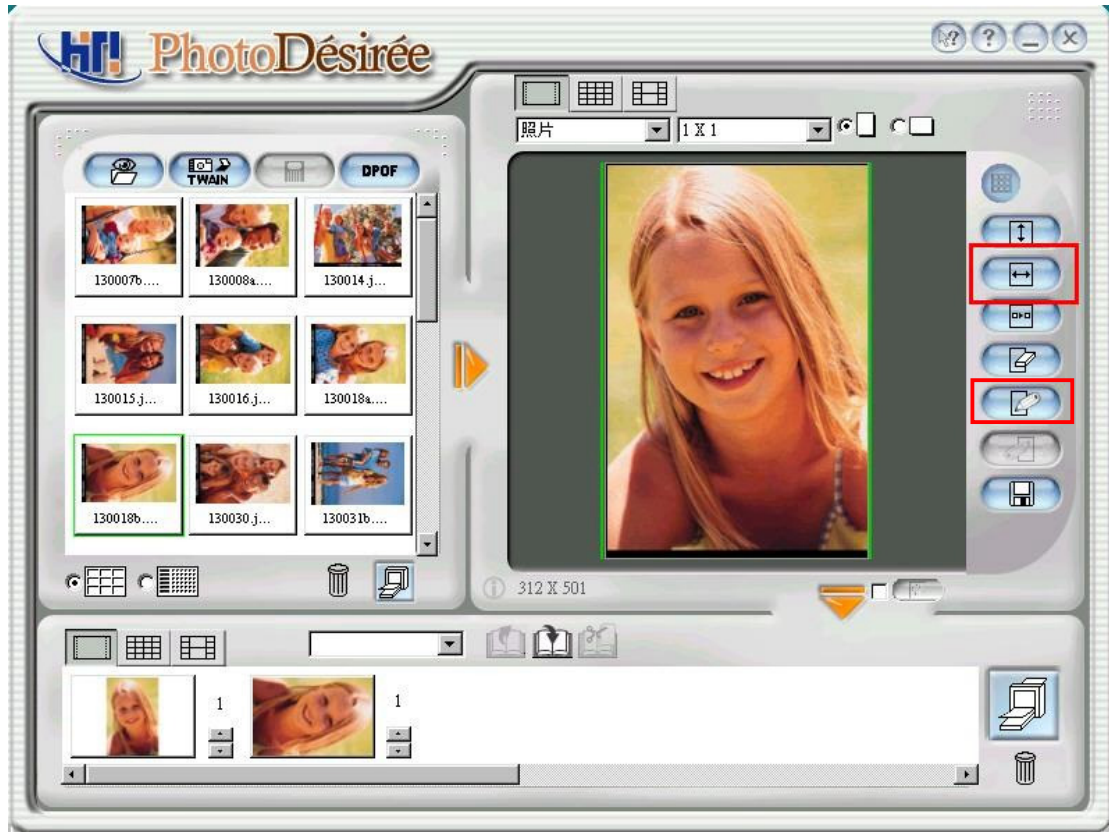 HiTi PhotoDésirée
? ?
照片 1 X 1
TWAIN DPOF
130007b.... 130008a.... 130014.j...
130015.j... 130016.j... 130018a....
130018b.... 130030.j... 130031b....
312 X 501
1 1